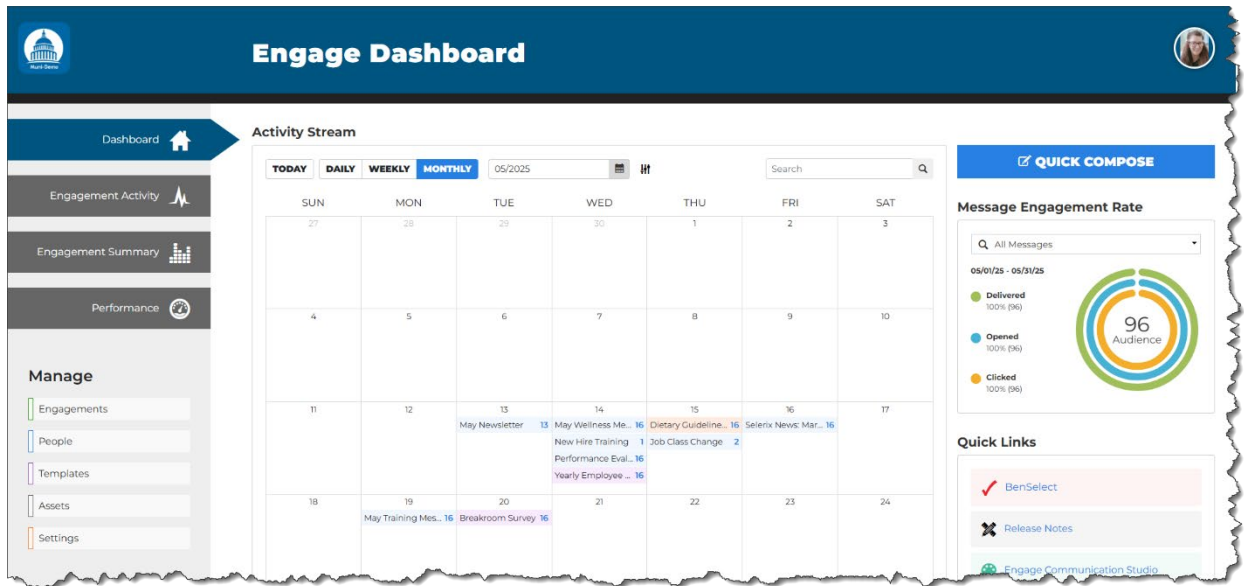 Engage Dashboard
Dashboard
Engagement Activity
Engagement Summary
Performance
Manage
Engagements
People
Templates
Assets
Settings
Activity Stream
TODAY DAILY WEEKLY MONTHLY 05/2025 Search
SUN MON TUE WED THU FRI SAT
27 28 29 30 1 2 3
4 5 6 7 8 9 10
11 12 13 14 15 16 17
May Newsletter 13 May Wellness Me... 16 Dietary Guideline... 16 Selerix News: Mar... 16
New Hire Training 1 Job Class Change 2
Performance Eval... 16
Yearly Employee ... 16
18 19 20 21 22 23 24
May Training Mes... 16 Breakroom Survey 16
QUICK COMPOSE
Message Engagement Rate
All Messages
05/01/25 - 05/31/25
Delivered
100% (96)
Opened
100% (96)
Clicked
100% (96)
96
Audience
Quick Links
BenSelect
Release Notes
Engage Communication Studio